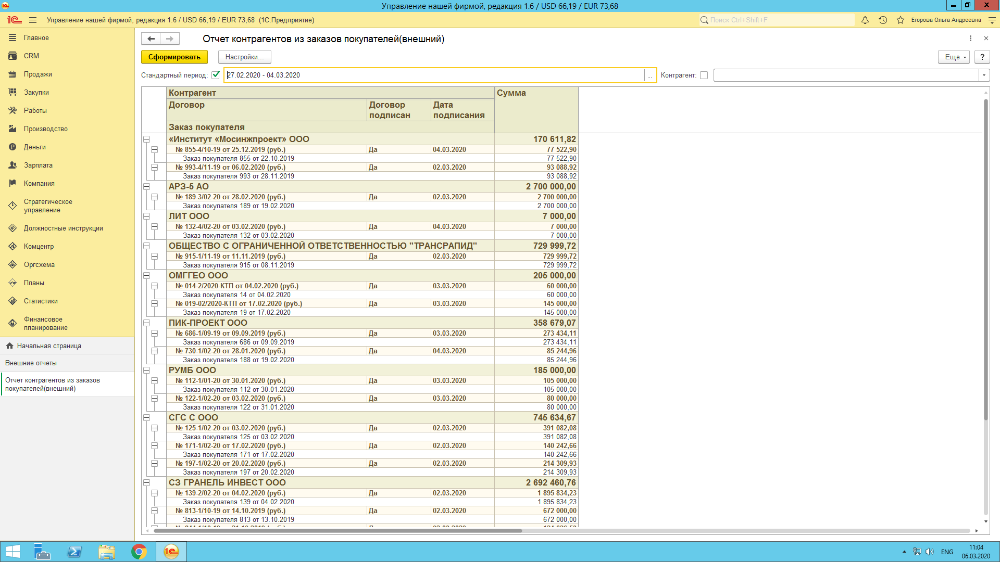 Управление нашей фирмой, редакция 1.6 / USD 66,19 / EUR 73,68
Управление нашей фирмой, редакция 1.6 / USD 66,19 / EUR 73,68 (1С:Предприятие)
Поиск Ctrl+Shift+F
Егорова Ольга Андреевна
Главное
CRM
Продажи
Закупки
Работы
Производство
Деньги
Зарплата
Компания
Стратегическое
управление
Должностные инструкции
Комцентр
Оргсхема
Планы
Статистики
Финансовое
планирование
Начальная страница
Внешние отчеты
Отчет контрагентов из заказов
покупателей(внешний)
Отчет контрагентов из заказов покупателей(внешний)
Сформировать Настройки... Еще ?
Стандартный период: 27.02.2020 - 04.03.2020 ... Контрагент:
Контрагент Сумма
Договор Договор подписан Дата подписания
Заказ покупателя
«Институт «Мосинжпроект» ООО 170 611,82
№ 855-4/10-19 от 25.12.2019 (руб.) Да 04.03.2020 77 522,90
Заказ покупателя 855 от 22.10.2019 77 522,90
№ 993-4/11-19 от 06.02.2020 (руб.) Да 02.03.2020 93 088,92
Заказ покупателя 993 от 28.11.2019 93 088,92
АРЗ-5 АО 2 700 000,00
№ 189-3/02-20 от 28.02.2020 (руб.) Да 02.03.2020 2 700 000,00
Заказ покупателя 189 от 19.02.2020 2 700 000,00
ЛИТ ООО 7 000,00
№ 132-4/02-20 от 03.02.2020 (руб.) Да 04.03.2020 7 000,00
Заказ покупателя 132 от 03.02.2020 7 000,00
ОБЩЕСТВО С ОГРАНИЧЕННОЙ ОТВЕТСТВЕННОСТЬЮ "ТРАНСРАПИД" 729 999,72
№ 915-1/11-19 от 11.11.2019 (руб.) Да 02.03.2020 729 999,72
Заказ покупателя 915 от 08.11.2019 729 999,72
ОМГГЕО ООО 205 000,00
№ 014-2/2020-КТП от 04.02.2020 (руб.) Да 03.03.2020 60 000,00
Заказ покупателя 14 от 04.02.2020 60 000,00
№ 019-02/2020-КТП от 17.02.2020 (руб.) Да 03.03.2020 145 000,00
Заказ покупателя 19 от 17.02.2020 145 000,00
ПИК-ПРОЕКТ ООО 358 679,07
№ 686-1/09-19 от 09.09.2019 (руб.) Да 03.03.2020 273 434,11
Заказ покупателя 686 от 09.09.2019 273 434,11
№ 730-1/02-20 от 28.01.2020 (руб.) Да 04.03.2020 85 244,96
Заказ покупателя 188 от 19.02.2020 85 244,96
РУМБ ООО 185 000,00
№ 112-1/01-20 от 30.01.2020 (руб.) Да 03.03.2020 105 000,00
Заказ покупателя 112 от 30.01.2020 105 000,00
№ 122-1/02-20 от 03.02.2020 (руб.) Да 03.03.2020 80 000,00
Заказ покупателя 122 от 31.01.2020 80 000,00
СГС С ООО 745 634,67
№ 125-1/02-20 от 03.02.2020 (руб.) Да 02.03.2020 391 082,08
Заказ покупателя 125 от 03.02.2020 391 082,08
№ 171-1/02-20 от 17.02.2020 (руб.) Да 02.03.2020 140 242,66
Заказ покупателя 171 от 17.02.2020 140 242,66
№ 197-1/02-20 от 20.02.2020 (руб.) Да 02.03.2020 214 309,93
Заказ покупателя 197 от 20.02.2020 214 309,93
СЗ ГРАНЕЛЬ ИНВЕСТ ООО 2 692 460,76
№ 139-2/02-20 от 04.02.2020 (руб.) Да 02.03.2020 1 895 834,23
Заказ покупателя 139 от 04.02.2020 1 895 834,23
№ 813-1/10-19 от 14.10.2019 (руб.) Да 02.03.2020 672 000,00
Заказ покупателя 813 от 13.10.2019 672 000,00
ENG
11:04
06.03.2020